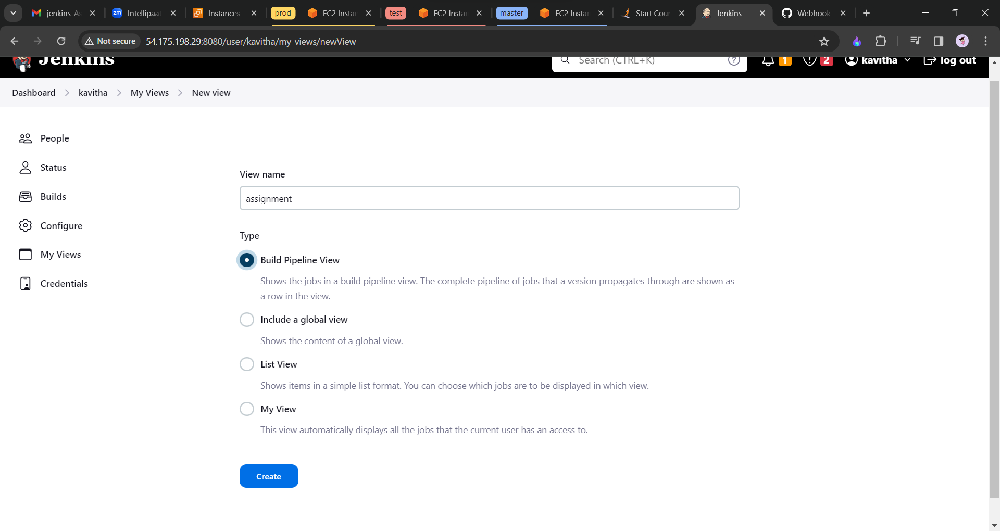 jenkins-As
zm Intellipaat
Instances
prod
EC2 Instan
test
EC2 Instan
master
EC2 Instan
Start Cour
Jenkins
Webhook
Not secure
54.175.198.29:8080/user/kavitha/my-views/newView
Jenkins
Search (CTRL+K)
?
1
2
kavitha
log out
Dashboard > kavitha > My Views > New view
People
Status
Builds
Configure
My Views
Credentials
View name
assignment
Type
Build Pipeline View
Shows the jobs in a build pipeline view. The complete pipeline of jobs that a version propagates through are shown as
a row in the view.
Include a global view
Shows the content of a global view.
List View
Shows items in a simple list format. You can choose which jobs are to be displayed in which view.
My View
This view automatically displays all the jobs that the current user has an access to.
Create